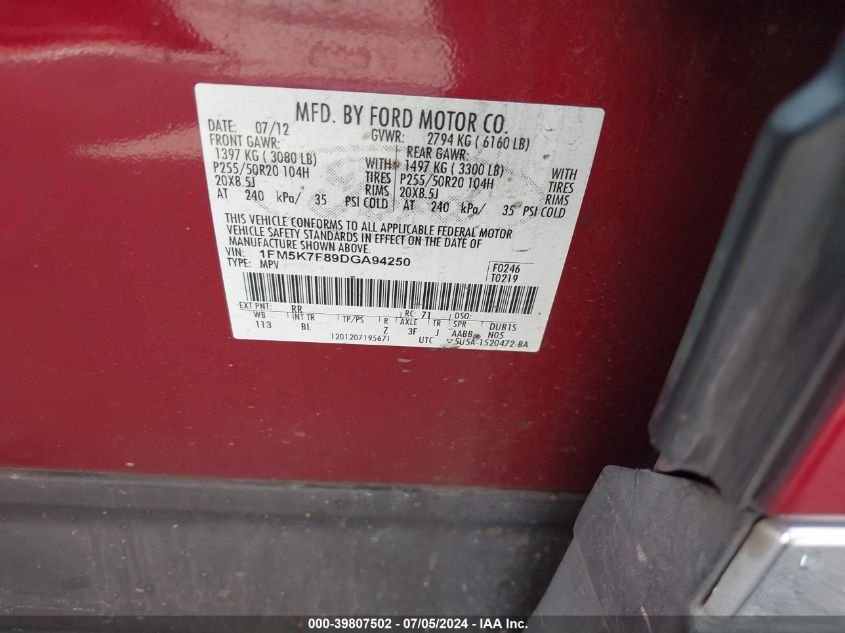 MFD. BY FORD MOTOR CO.
DATE: 07/12 GVWR: 2794 KG ( 6160 LB)
FRONT GAWR: REAR GAWR:
1397 KG ( 3080 LB) WITH 1497 KG ( 3300 LB) WITH
P255/50R20 104H TIRES P255/50R20 104H TIRES
20X8.5J RIMS 20X8.5J RIMS
AT 240 kPa/ 35 PSI COLD AT 240 kPa/ 35 PSI COLD
THIS VEHICLE CONFORMS TO ALL APPLICABLE FEDERAL MOTOR
VEHICLE SAFETY STANDARDS IN EFFECT ON THE DATE OF
MANUFACTURE SHOWN ABOVE.
VIN: 1FM5K7F89DGA94250 F0246
TYPE: MPV T0219
EXT PNT: RR RC: 71 DSO:
WB INT TR TP/PS R AXLE TR SPR DUB1S
113 BL Z 3F J AABB N05
1201207195671 UTC ▽5U5A-1520472-BA
000-39807502 - 07/05/2024 - IAA Inc.